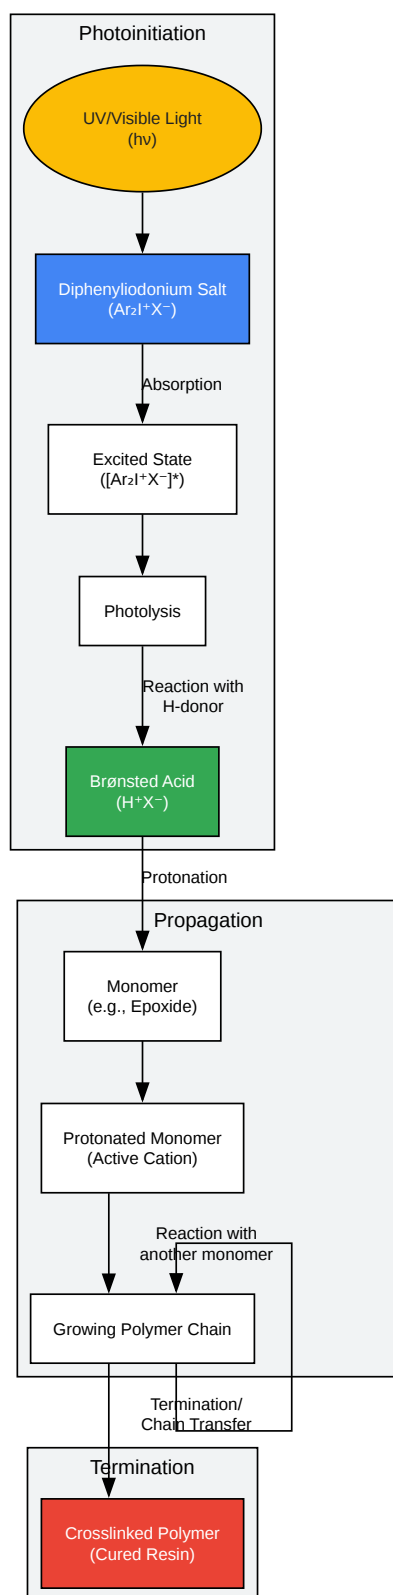 Photoinitiation
UV/Visible Light
(hν)
Diphenyliodonium Salt
(Ar₂I⁺X⁻)
Absorption
Excited State
([Ar₂I⁺X⁻]*)
Photolysis
Reaction with
H-donor
Brønsted Acid
(H⁺X⁻)
Protonation
Propagation
Monomer
(e.g., Epoxide)
Protonated Monomer
(Active Cation)
Reaction with
another monomer
Growing Polymer Chain
Termination/
Chain Transfer
Termination
Crosslinked Polymer
(Cured Resin)